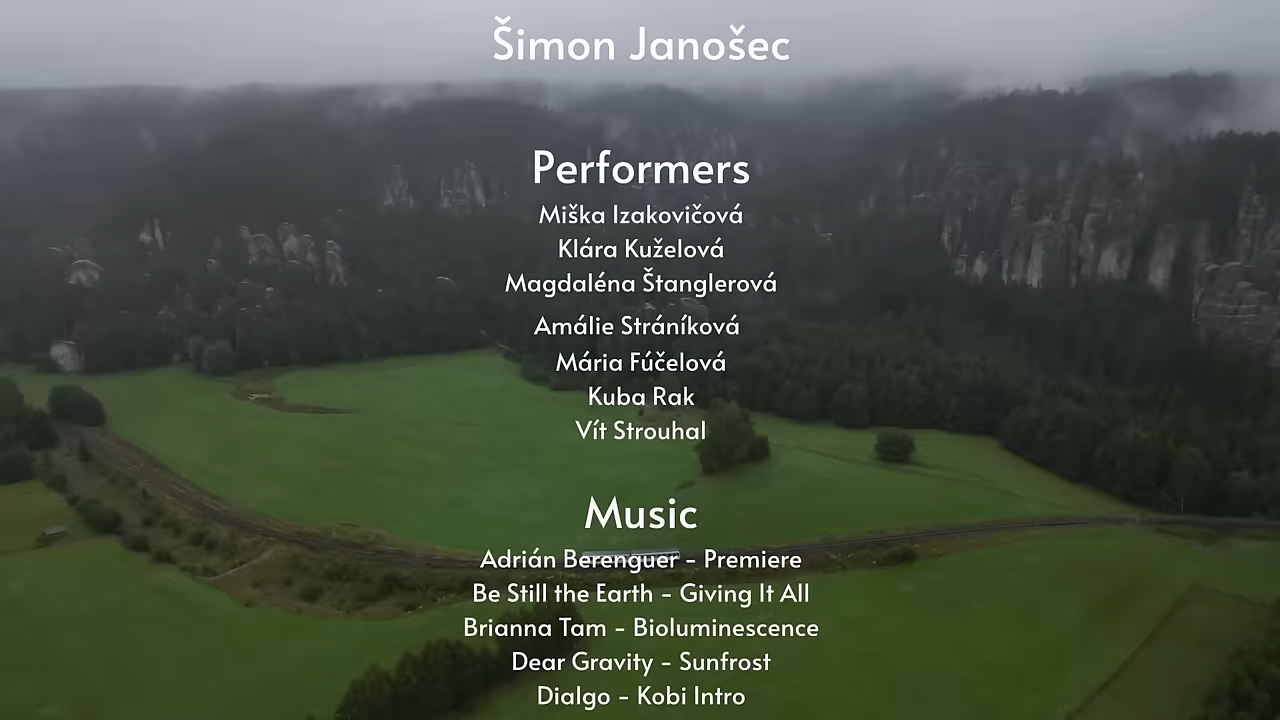 Šimon Janošec
Performers
Miška Izakovičová
Klára Kuželová
Magdaléna Štanglerová
Amálie Stráníková
Mária Fúčelová
Kuba Rak
Vít Strouhal
Music
Adrián Berenguer - Premiere
Be Still the Earth - Giving It All
Brianna Tam - Bioluminescence
Dear Gravity - Sunfrost
Dialgo - Kobi Intro